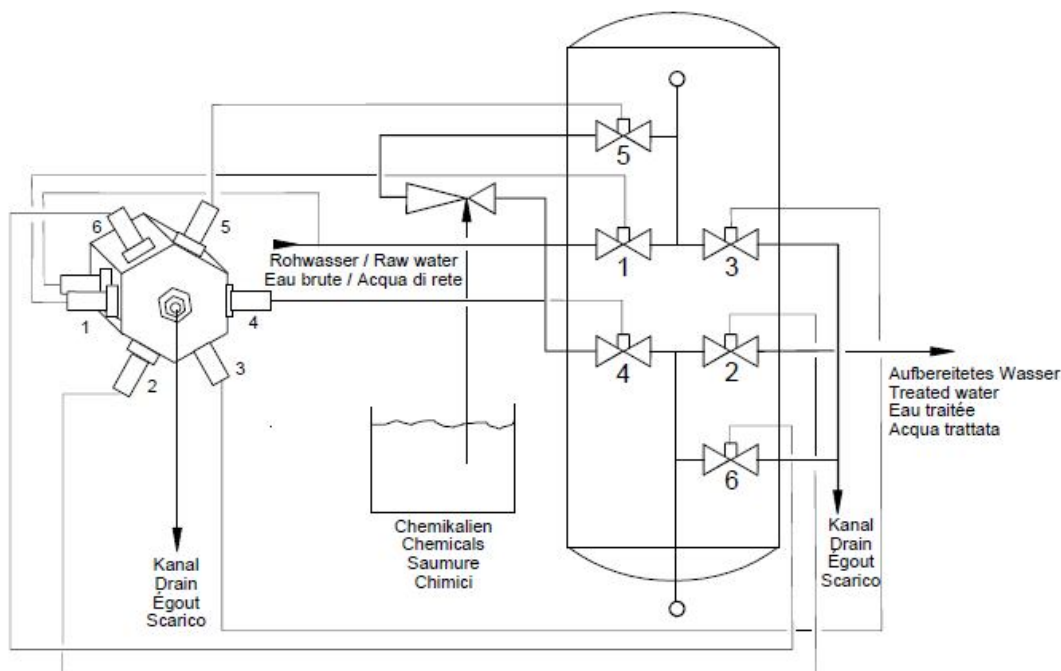 5
5
6
Rohwasser / Raw water
Eau brute / Acqua di rete
1
3
1
4
4
2
2
3
Aufbereitetes Wasser
Treated water
Eau traitée
Acqua trattata
6
Chemikalien
Chemicals
Saumure
Chimici
Kanal
Drain
Égout
Scarico
Kanal
Drain
Égout
Scarico